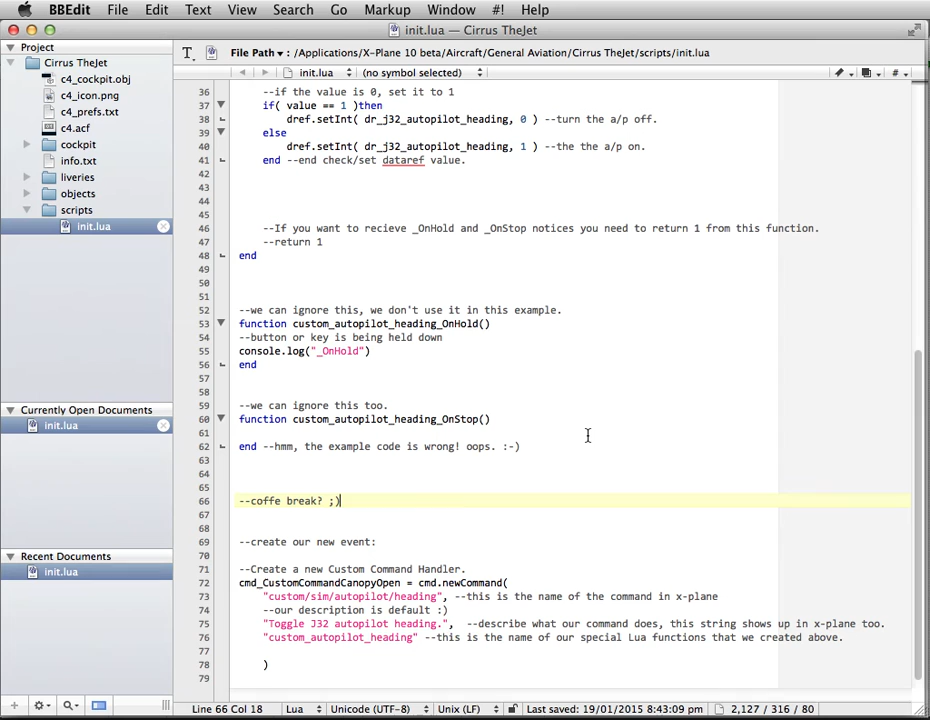 BBEdit File Edit Text View Search Go Markup Window #! Help
init.lua — Cirrus TheJet
Project
Cirrus TheJet
c4_cockpit.obj
c4_icon.png
c4_prefs.txt
c4.acf
cockpit
info.txt
liveries
objects
scripts
init.lua
Currently Open Documents
init.lua
Recent Documents
init.lua
File Path : /Applications/X-Plane 10 beta/Aircraft/General Aviation/Cirrus TheJet/scripts/init.lua
init.lua (no symbol selected)
36 --if the value is 0, set it to 1
37 if( value == 1 )then
38 dref.setInt( dr_j32_autopilot_heading, 0 ) --turn the a/p off.
39 else
40 dref.setInt( dr_j32_autopilot_heading, 1 ) --the the a/p on.
41 end --end check/set dataref value.
42
43
44
45
46 --If you want to recieve _OnHold and _OnStop notices you need to return 1 from this function.
47 --return 1
48 end
49
50
51
52 --we can ignore this, we don't use it in this example.
53 function custom_autopilot_heading_OnHold()
54 --button or key is being held down
55 console.log("_OnHold")
56 end
57
58
59 --we can ignore this too.
60 function custom_autopilot_heading_OnStop()
61
62 end --hmm, the example code is wrong! oops. :-)
63
64
65
66 --coffe break? ;)
67
68
69 --create our new event:
70
71 --Create a new Custom Command Handler.
72 cmd_CustomCommandCanopyOpen = cmd.newCommand(
73 "custom/sim/autopilot/heading", --this is the name of the command in x-plane
74 --our description is default :)
75 "Toggle J32 autopilot heading.", --describe what our command does, this string shows up in x-plane too.
76 "custom_autopilot_heading" --this is the name of our special Lua functions that we created above.
77
78 )
79
Line 66 Col 18 Lua Unicode (UTF-8) Unix (LF) Last saved: 19/01/2015 8:43:09 pm 2,127 / 316 / 80